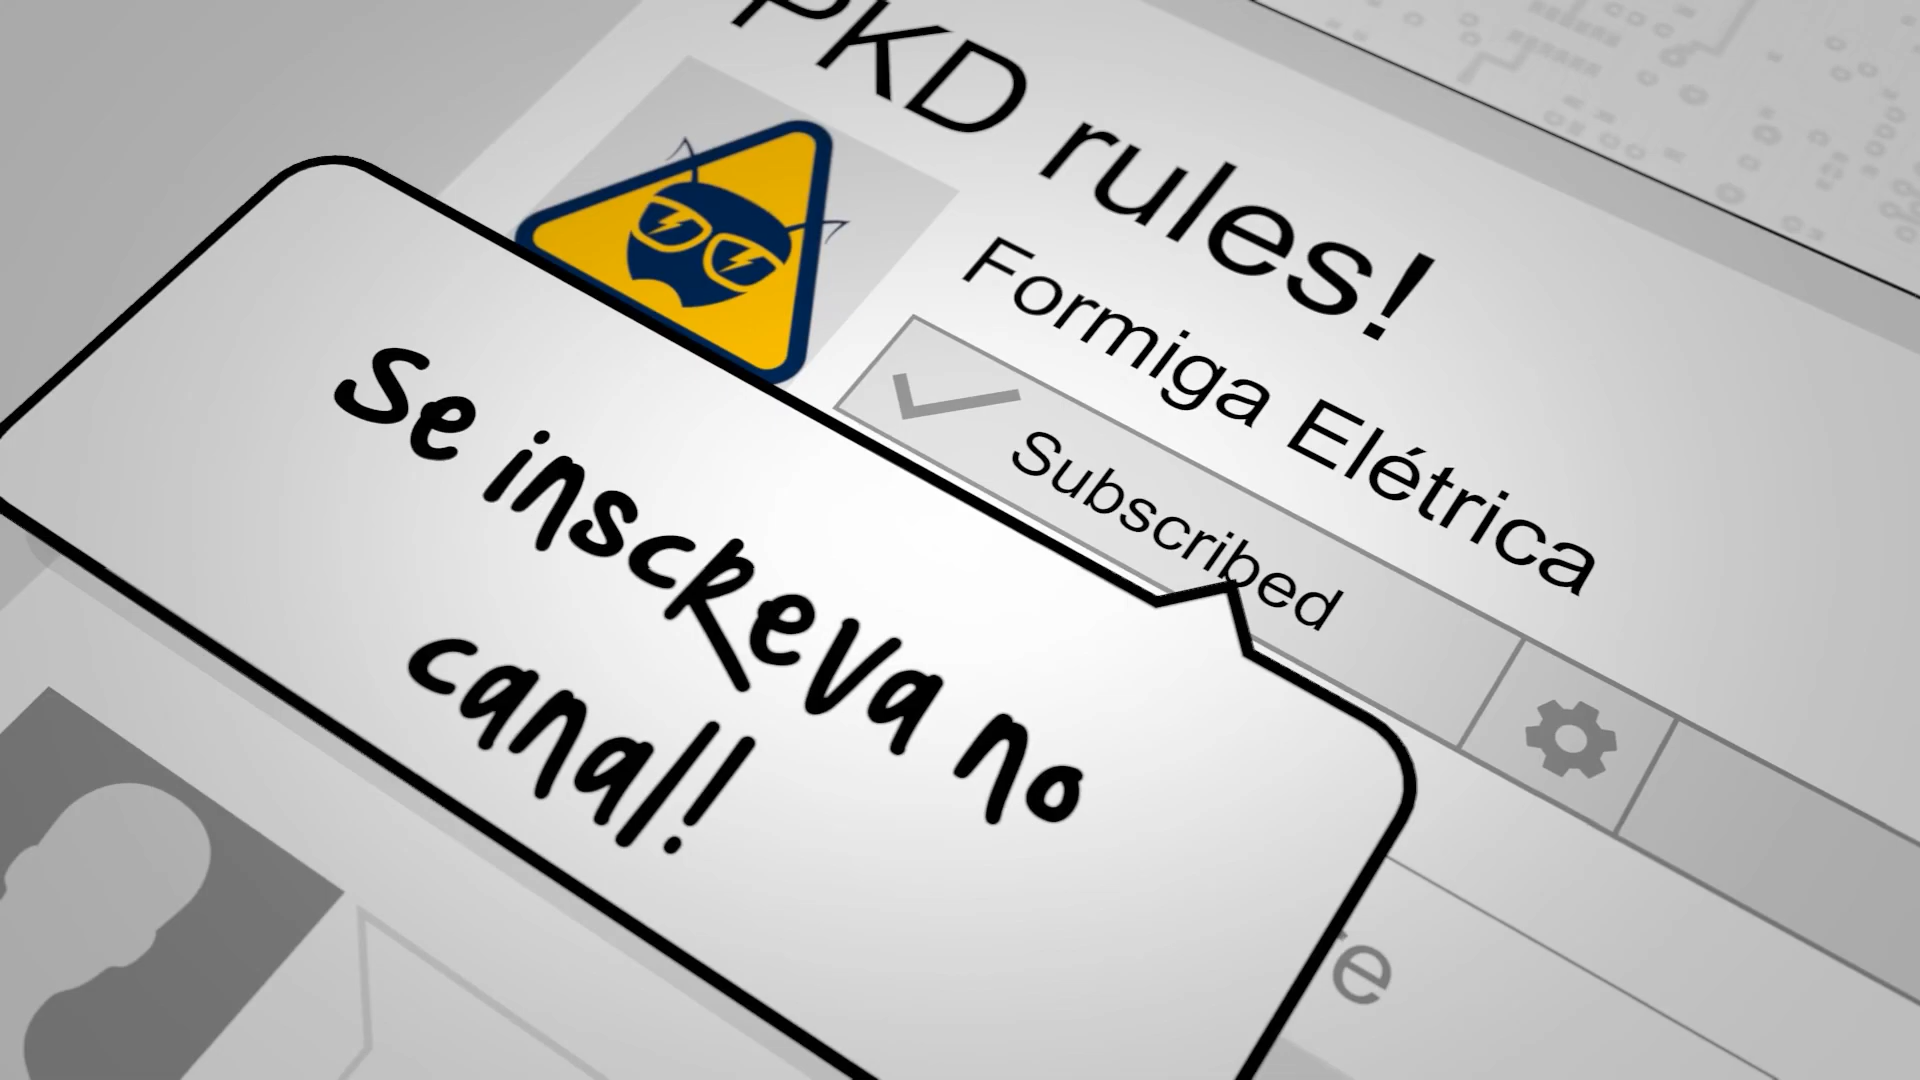 PKD rules!
Formiga Elétrica
Subscribed
Se inscreva no
canal!